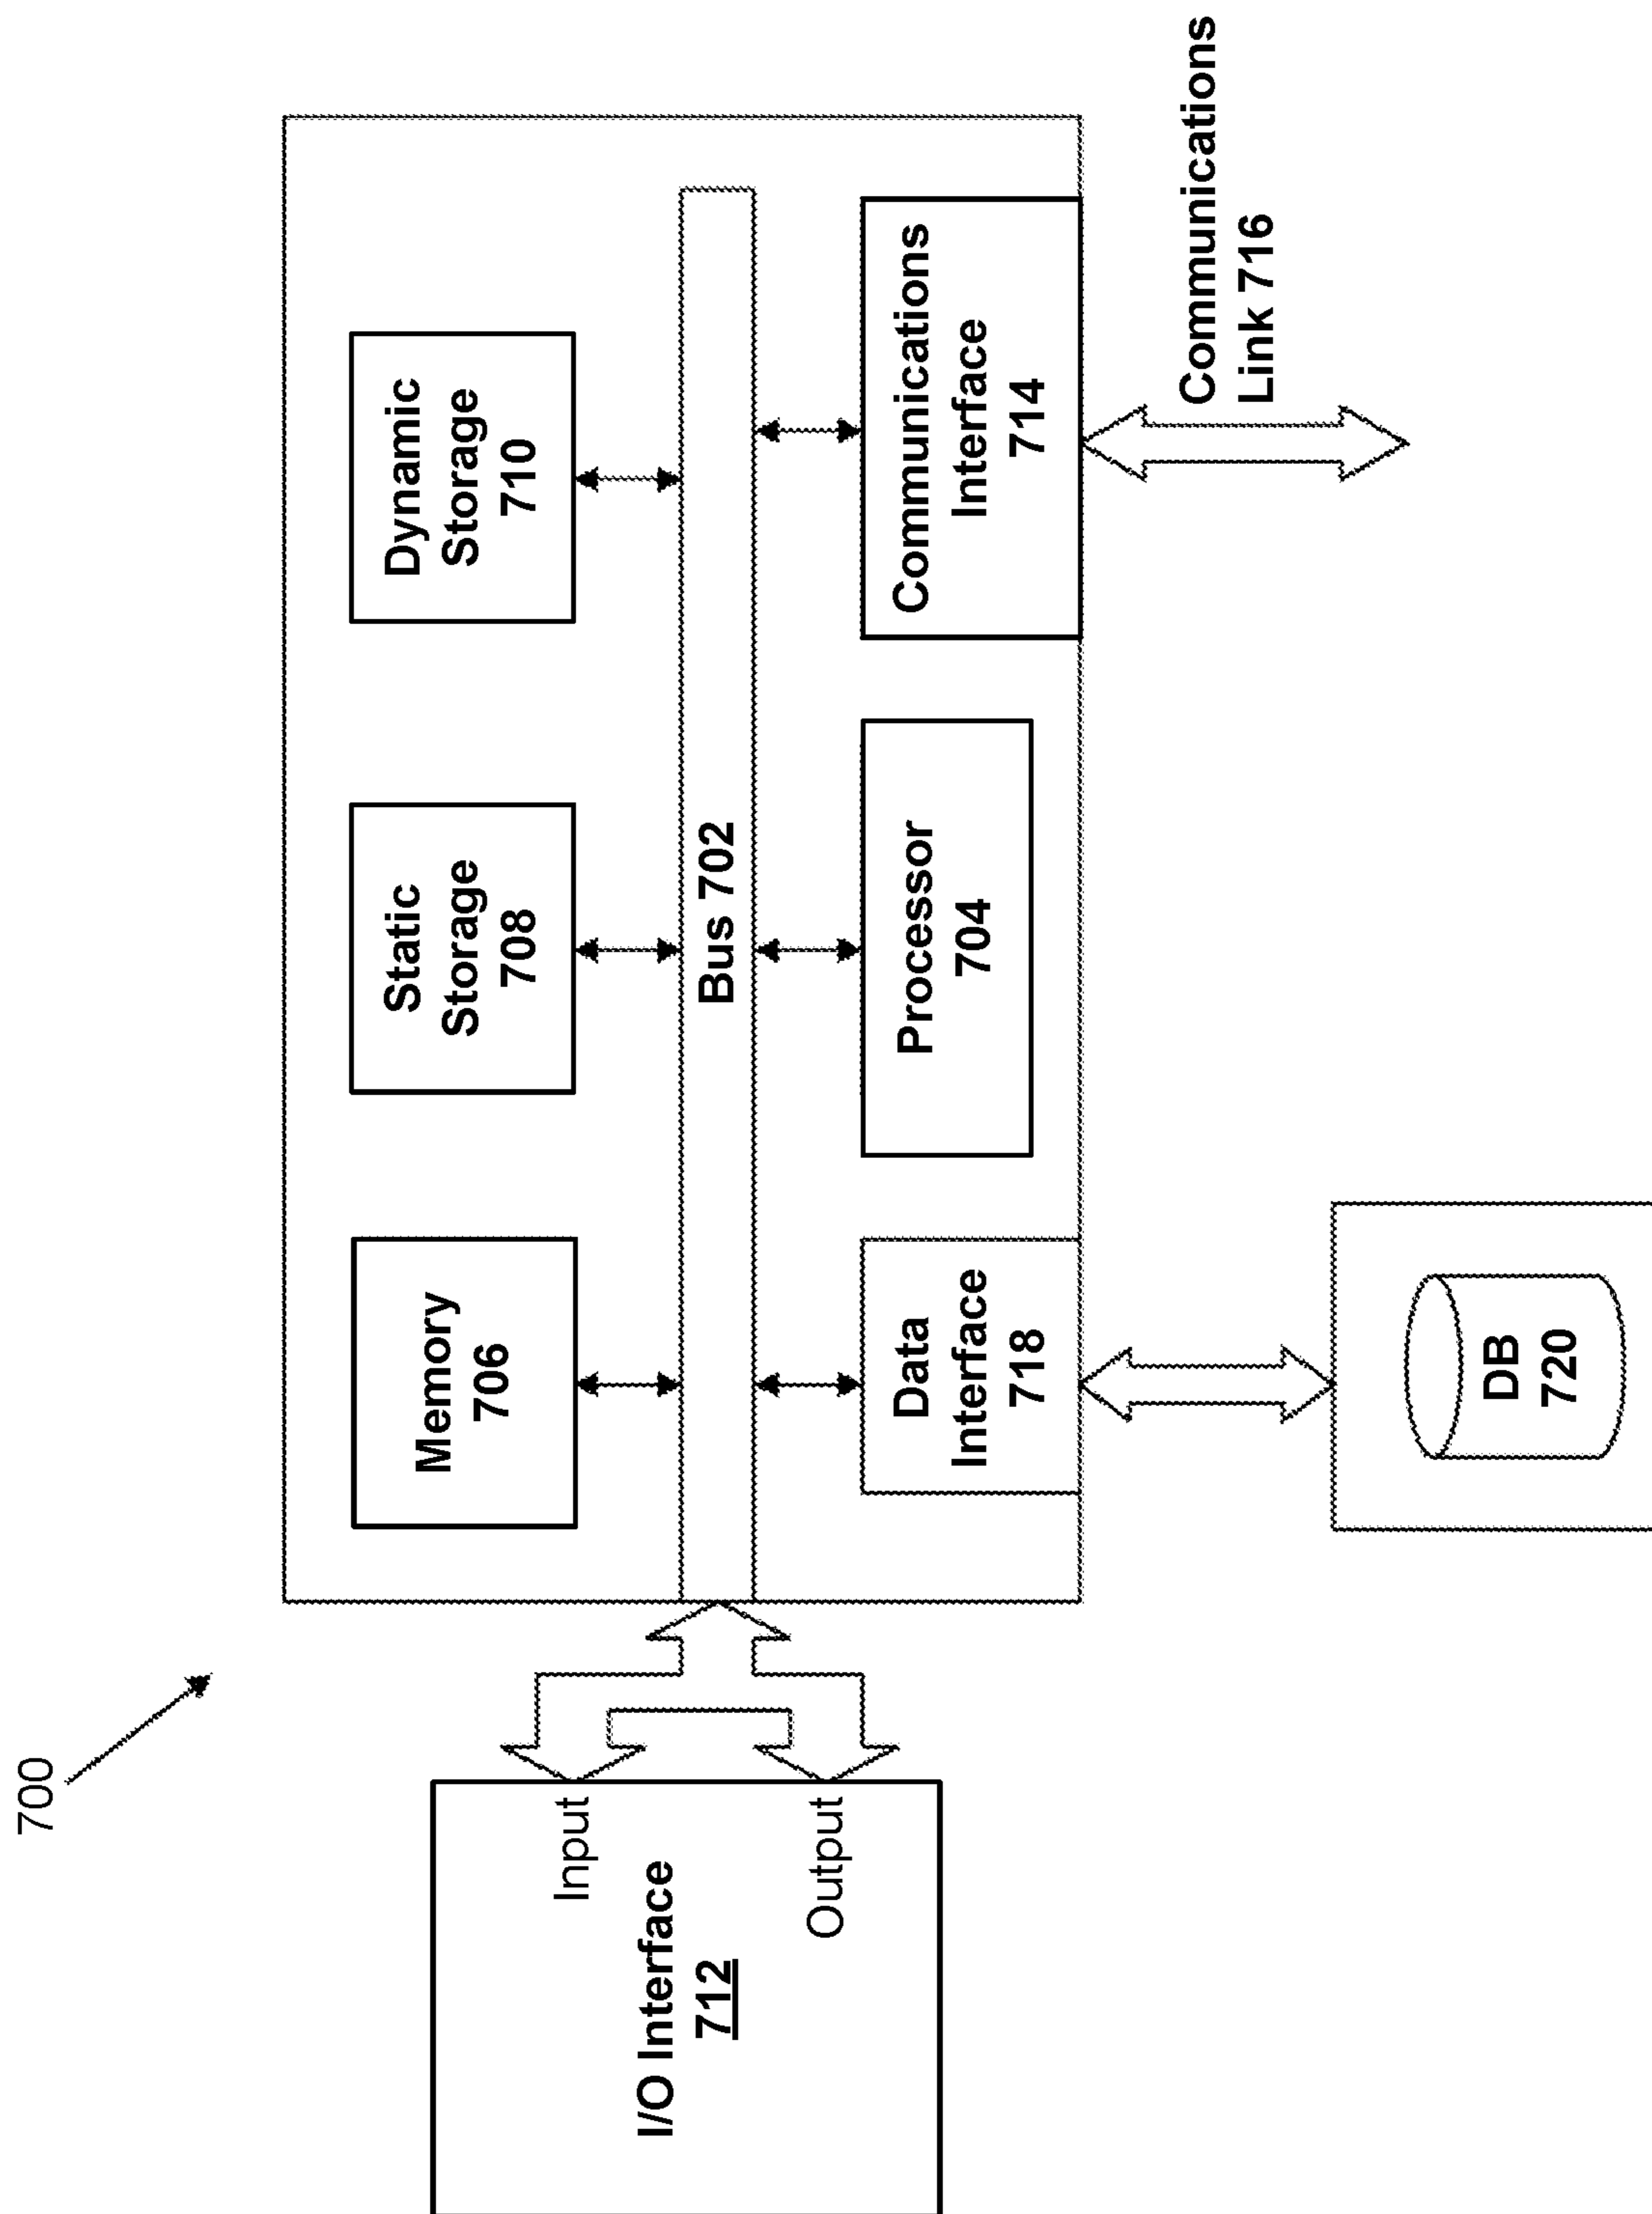 700
Memory
706
Static
Storage
708
Dynamic
Storage
710
Bus 702
I/O Interface
712
Input
Output
Data
Interface
718
Processor
704
Communications
Interface
714
Communications
Link 716
DB
720